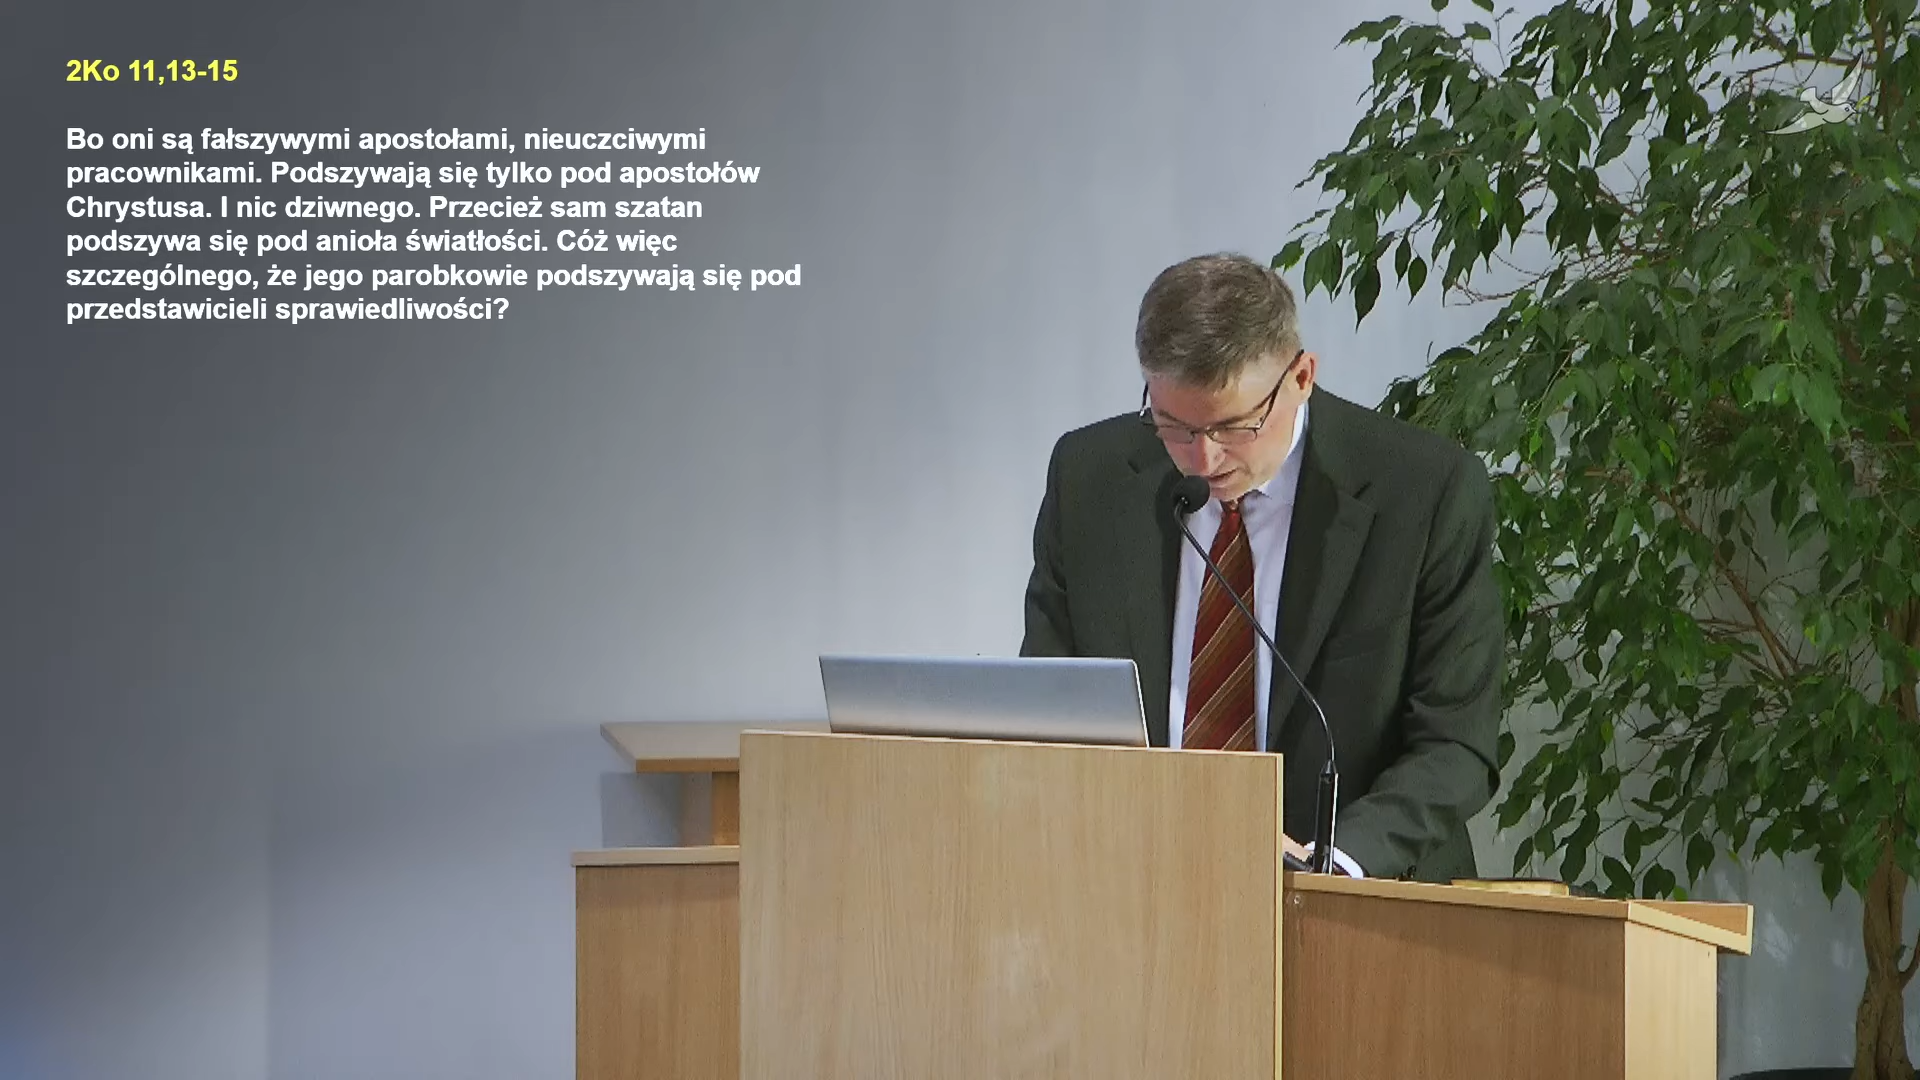 2Ko 11,13-15
Bo oni są fałszywymi apostołami, nieuczciwymi
pracownikami. Podszywają się tylko pod apostołów
Chrystusa. I nic dziwnego. Przecież sam szatan
podszywa się pod anioła światłości. Cóż więc
szczególnego, że jego parobkowie podszywają się pod
przedstawicieli sprawiedliwości?